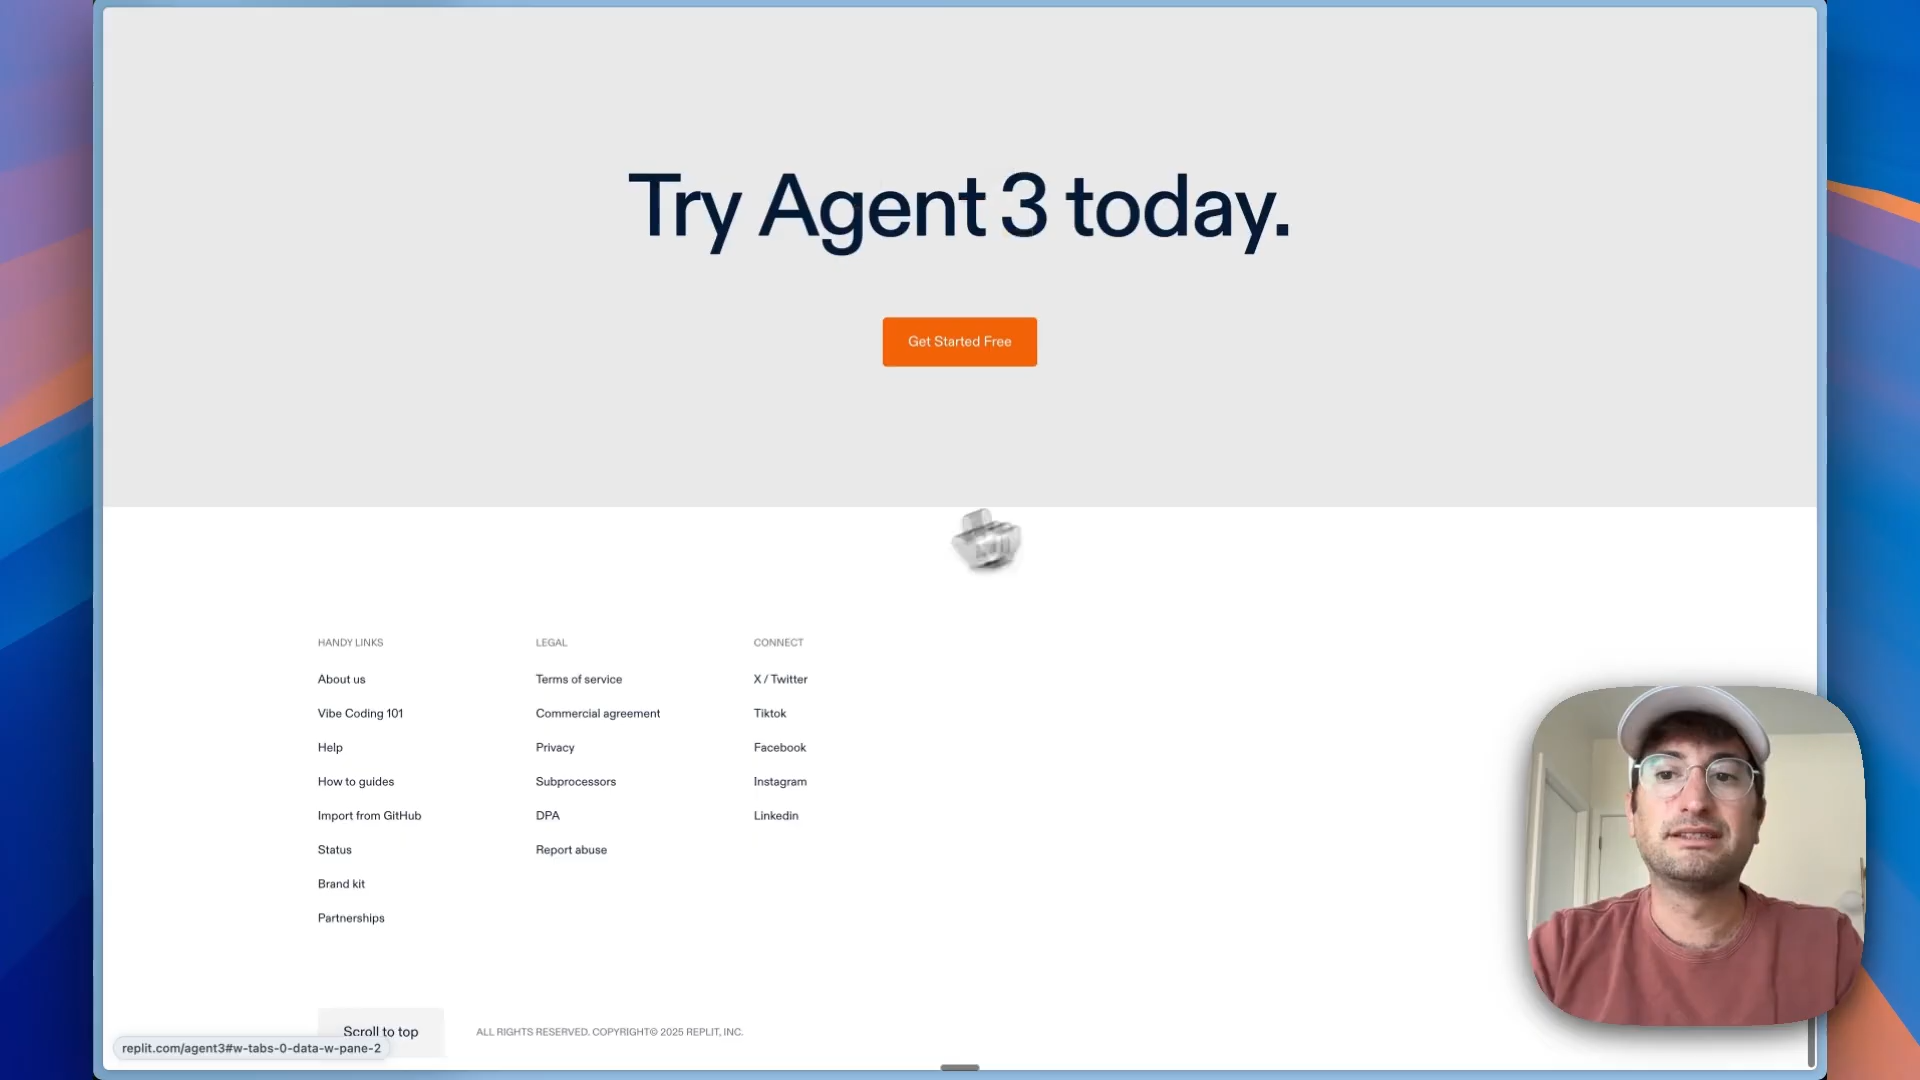 Try Agent 3 today.
Get Started Free
HANDY LINKS
About us
Vibe Coding 101
Help
How to guides
Import from GitHub
Status
Brand kit
Partnerships
LEGAL
Terms of service
Commercial agreement
Privacy
Subprocessors
DPA
Report abuse
CONNECT
X / Twitter
Tiktok
Facebook
Instagram
Linkedin
Scroll to top
ALL RIGHTS RESERVED. COPYRIGHT© 2025 REPLIT, INC.
replit.com/agent3#w-tabs-0-data-w-pane-2